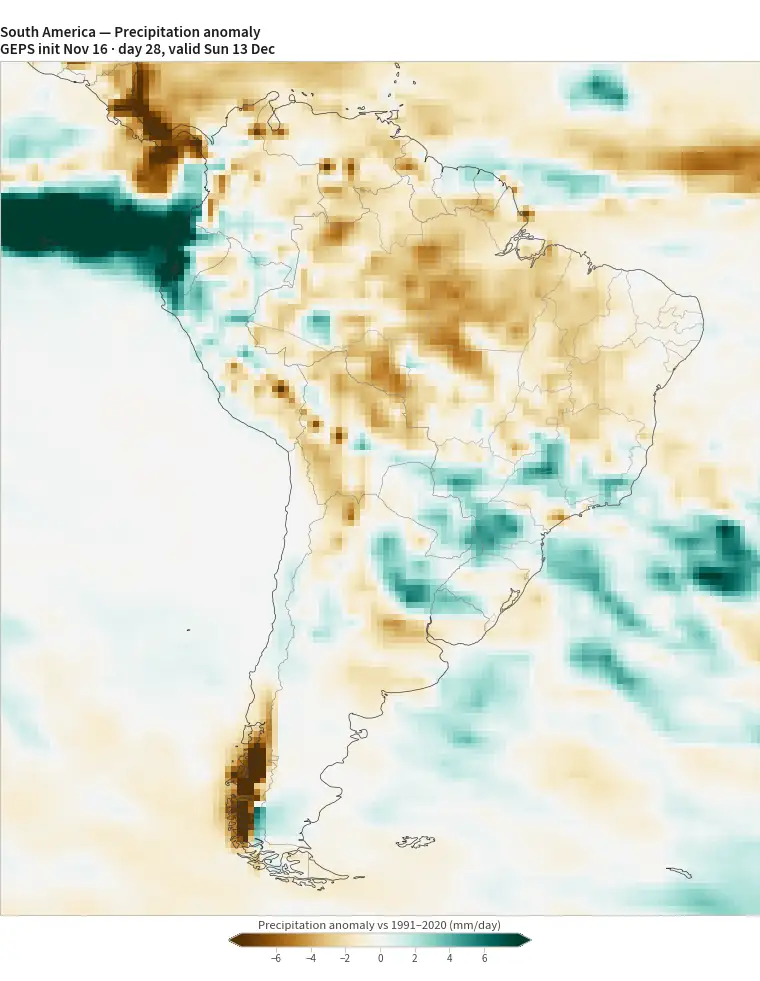 South America — Precipitation anomaly
GEPS init Nov 16 · day 28, valid Sun 13 Dec
Precipitation anomaly vs 1991–2020 (mm/day)
−6 −4 −2 0 2 4 6